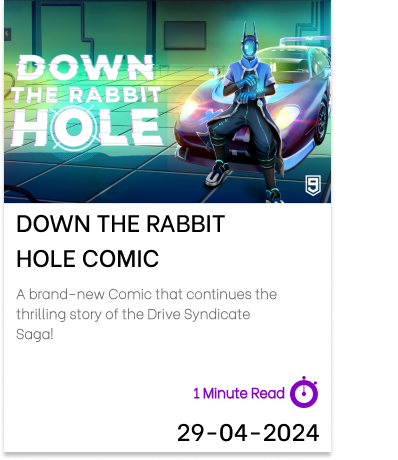 DOWN
THE RABBIT
HOLE
9
DOWN THE RABBIT
HOLE COMIC
A brand-new Comic that continues the
thrilling story of the Drive Syndicate
Saga!
1 Minute Read
29-04-2024